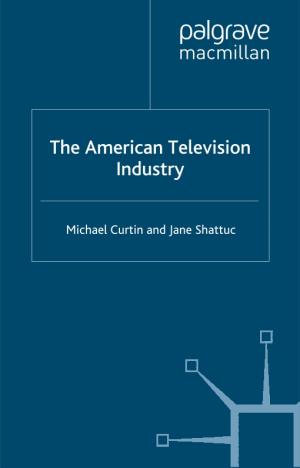 palgrave
macmillan
The American Television
Industry
Michael Curtin and Jane Shattuc